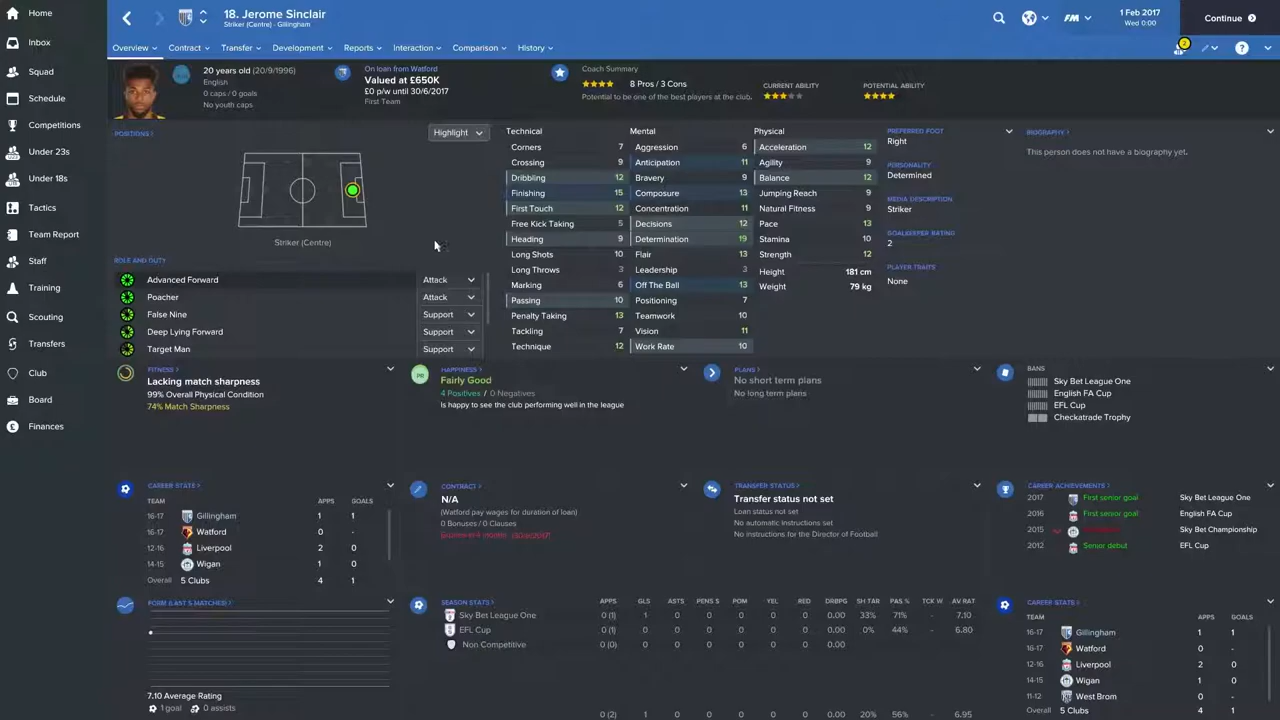 Home
Inbox
Squad
Schedule
Competitions
Under 23s
Under 18s
Tactics
Team Report
Staff
Training
Scouting
Transfers
Club
Board
Finances
18. Jerome Sinclair
Striker (Centre) - Gillingham
FM
1 Feb 2017
Wed 0:00
Continue
Overview
Contract
Transfer
Development
Reports
Interaction
Comparison
History
2
20 years old (20/9/1996)
English
0 caps / 0 goals
No youth caps
On loan from Watford
Valued at £650K
£0 p/w until 30/6/2017
First Team
Coach Summary
8 Pros / 3 Cons
Potential to be one of the best players at the club.
CURRENT ABILITY
POTENTIAL ABILITY
POSITIONS
Highlight
Striker (Centre)
ROLE AND DUTY
Advanced Forward Attack
Poacher Attack
False Nine Support
Deep Lying Forward Support
Target Man Support
Technical
Corners 7
Crossing 9
Dribbling 12
Finishing 15
First Touch 12
Free Kick Taking 5
Heading 9
Long Shots 10
Long Throws 3
Marking 6
Passing 10
Penalty Taking 13
Tackling 7
Technique 12
Mental
Aggression 6
Anticipation 11
Bravery 9
Composure 13
Concentration 11
Decisions 12
Determination 19
Flair 13
Leadership 3
Off The Ball 13
Positioning 7
Teamwork 10
Vision 11
Work Rate 10
Physical
Acceleration 12
Agility 9
Balance 12
Jumping Reach 9
Natural Fitness 9
Pace 13
Stamina 10
Strength 12
Height 181 cm
Weight 79 kg
PREFERRED FOOT
Right
PERSONALITY
Determined
MEDIA DESCRIPTION
Striker
GOALKEEPER RATING
2
PLAYER TRAITS
None
BIOGRAPHY
This person does not have a biography yet.
FITNESS
Lacking match sharpness
99% Overall Physical Condition
74% Match Sharpness
HAPPINESS
Fairly Good
4 Positives / 0 Negatives
Is happy to see the club performing well in the league
PLANS
No short term plans
No long term plans
BANS
Sky Bet League One
English FA Cup
EFL Cup
Checkatrade Trophy
CAREER STATS
TEAM APPS GOALS
16-17 Gillingham 1 1
16-17 Watford 0 -
12-16 Liverpool 2 0
14-15 Wigan 1 0
Overall 5 Clubs 4 1
CONTRACT
N/A
(Watford pay wages for duration of loan)
0 Bonuses / 0 Clauses
TRANSFER STATUS
Transfer status not set
Loan status not set
No automatic instructions set
No instructions for the Director of Football
CAREER ACHIEVEMENTS
2017 First senior goal Sky Bet League One
2016 First senior goal English FA Cup
2015 Sky Bet Championship
2012 Senior debut EFL Cup
FORM (LAST 5 MATCHES)
7.10 Average Rating
1 goal 0 assists
SEASON STATS
APPS GLS ASTS PENS S POM YEL RED DRBPG SH TAR PAS % TCK W AV RAT
Sky Bet League One 0 (1) 1 0 0 0 0 0 0.00 33% 71% - 7.10
EFL Cup 0 (1) 0 0 0 0 0 0 0.00 0% 44% - 6.80
Non Competitive 0 (0) 0 0 0 0 0 0 0.00
0 (2) 1 0 0 0 0 0 0.00 20% 56% - 6.95
CAREER STATS
TEAM APPS GOALS
16-17 Gillingham 1 1
16-17 Watford 0 -
12-16 Liverpool 2 0
14-15 Wigan 1 0
11-12 West Brom 0 -
Overall 5 Clubs 4 1